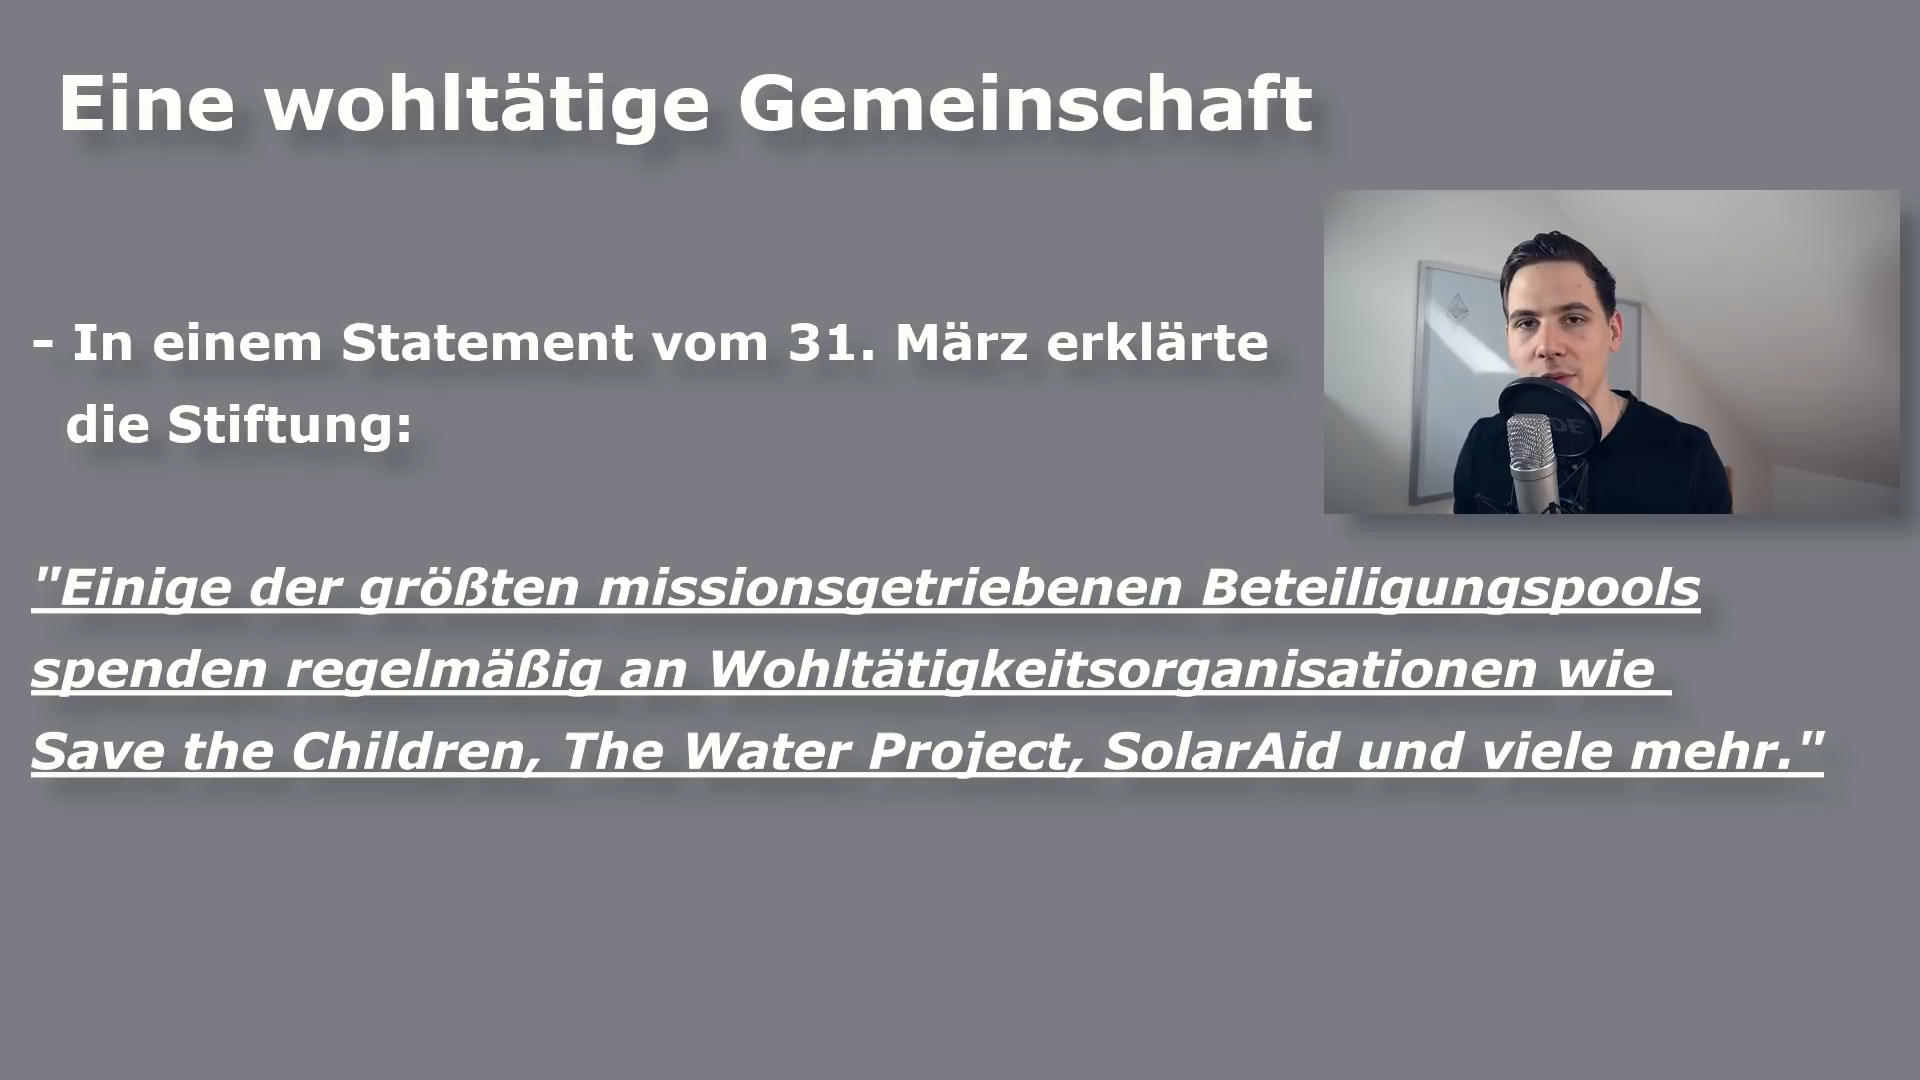 Eine wohltätige Gemeinschaft
- In einem Statement vom 31. März erklärte
die Stiftung:
"Einige der größten missionsgetriebenen Beteiligungspools
spenden regelmäßig an Wohltätigkeitsorganisationen wie
Save the Children, The Water Project, SolarAid und viele mehr."